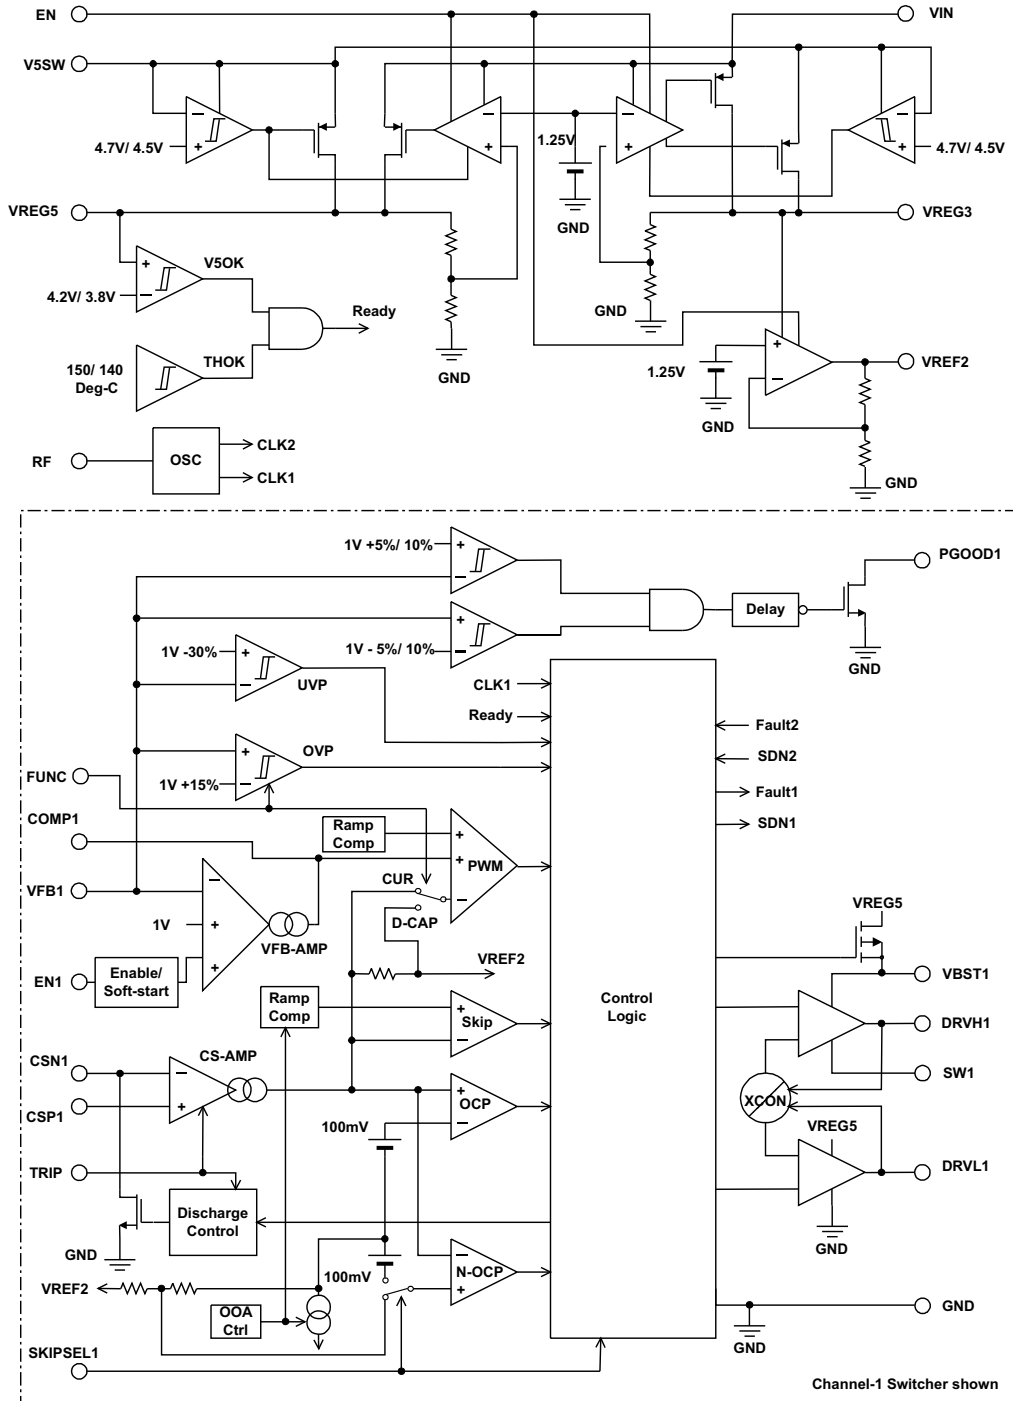 EN
VIN
V5SW
4.7V/ 4.5V
1.25V
4.7V/ 4.5V
VREG5
GND
VREG3
V5OK
4.2V/ 3.8V
Ready
GND
THOK
150/ 140
Deg-C
GND
1.25V
VREF2
GND
RF
OSC
CLK2
CLK1
GND
1V +5%/ 10%
PGOOD1
Delay
1V -30%
1V - 5%/ 10%
GND
UVP
CLK1
Ready
Fault2
OVP
SDN2
FUNC
1V +15%
Fault1
COMP1
Ramp
Comp
SDN1
PWM
CUR
VFB1
VREG5
1V
D-CAP
VFB-AMP
VREF2
EN1
Enable/
Soft-start
VBST1
Ramp
Comp
Control
Logic
Skip
DRVH1
CSN1
CS-AMP
SW1
CSP1
OCP
XCON
100mV
VREG5
TRIP
DRVL1
Discharge
Control
GND
GND
100mV
N-OCP
VREF2
OOA
Ctrl
GND
GND
SKIPSEL1
Channel-1 Switcher shown